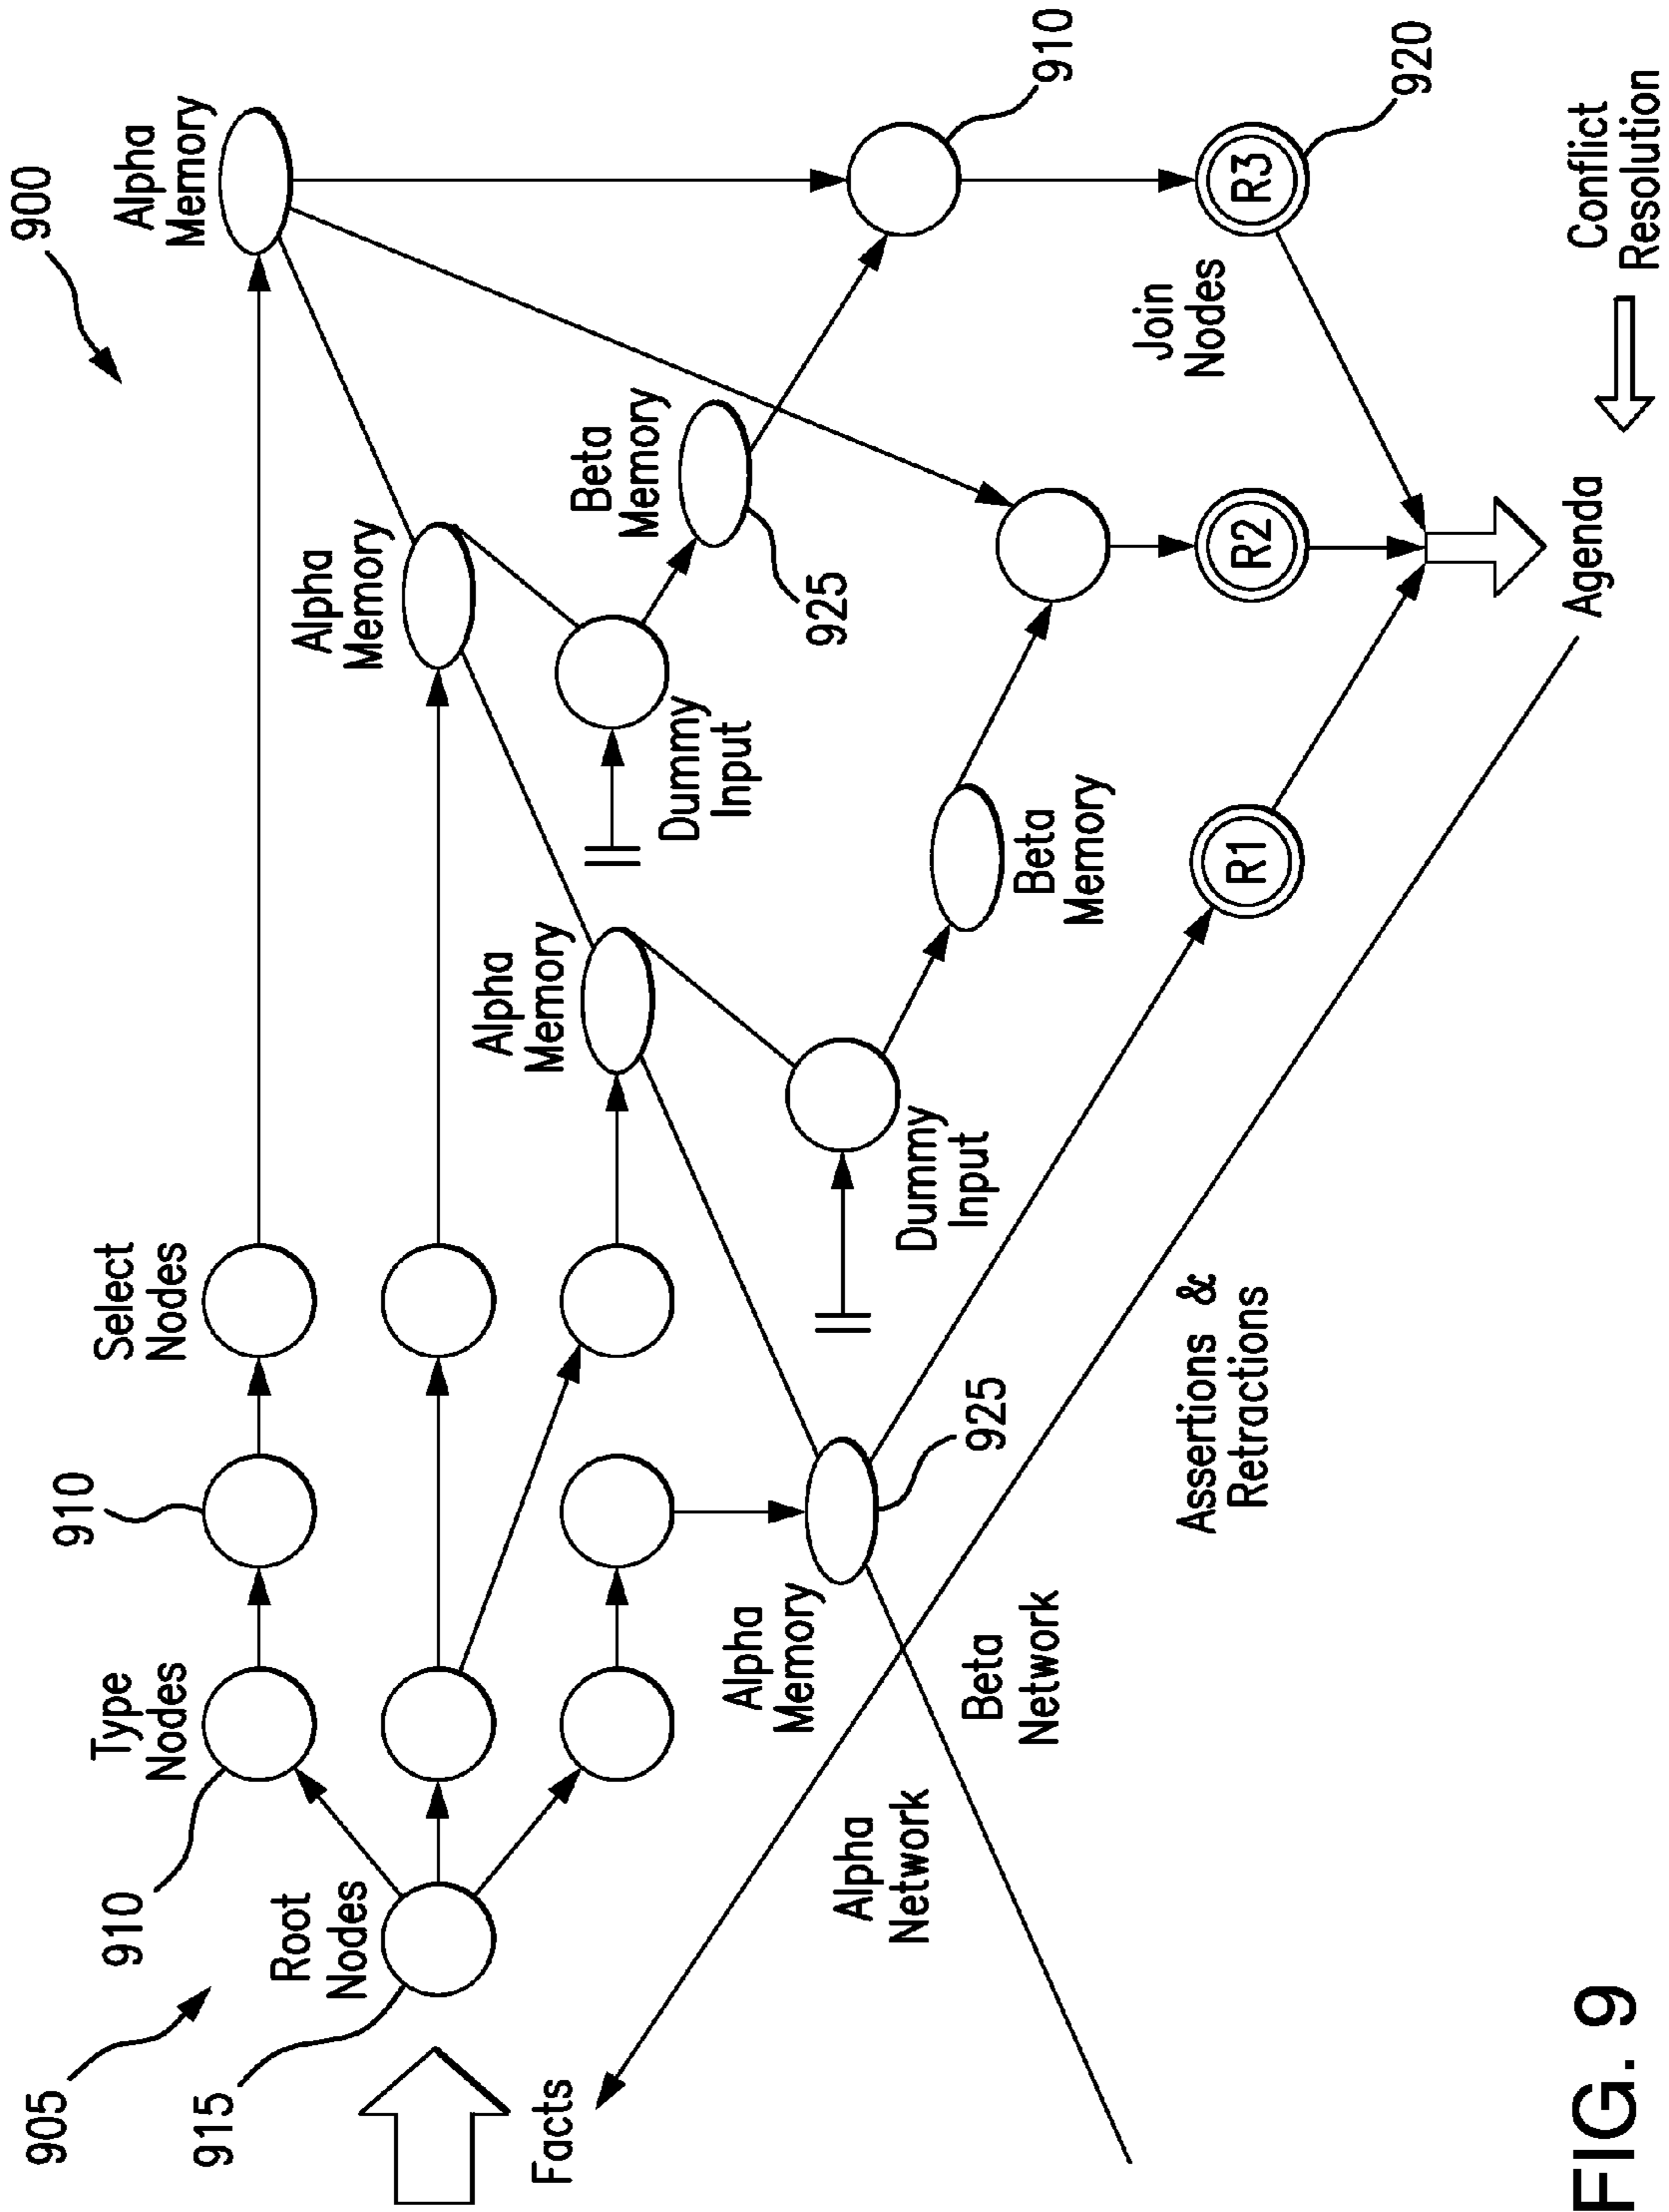 900
905
910
Type
Nodes
910
Select
Nodes
Alpha
Memory
915
Root
Nodes
Alpha
Memory
Alpha
Memory
Facts
Dummy
Input
Beta
Memory
925
910
Alpha
Memory
Dummy
Input
925
Beta
Memory
Alpha
Network
Beta
Network
Join
Nodes
Assertions &
Retractions
R1
R2
R3
920
Agenda
Conflict
Resolution
FIG. 9